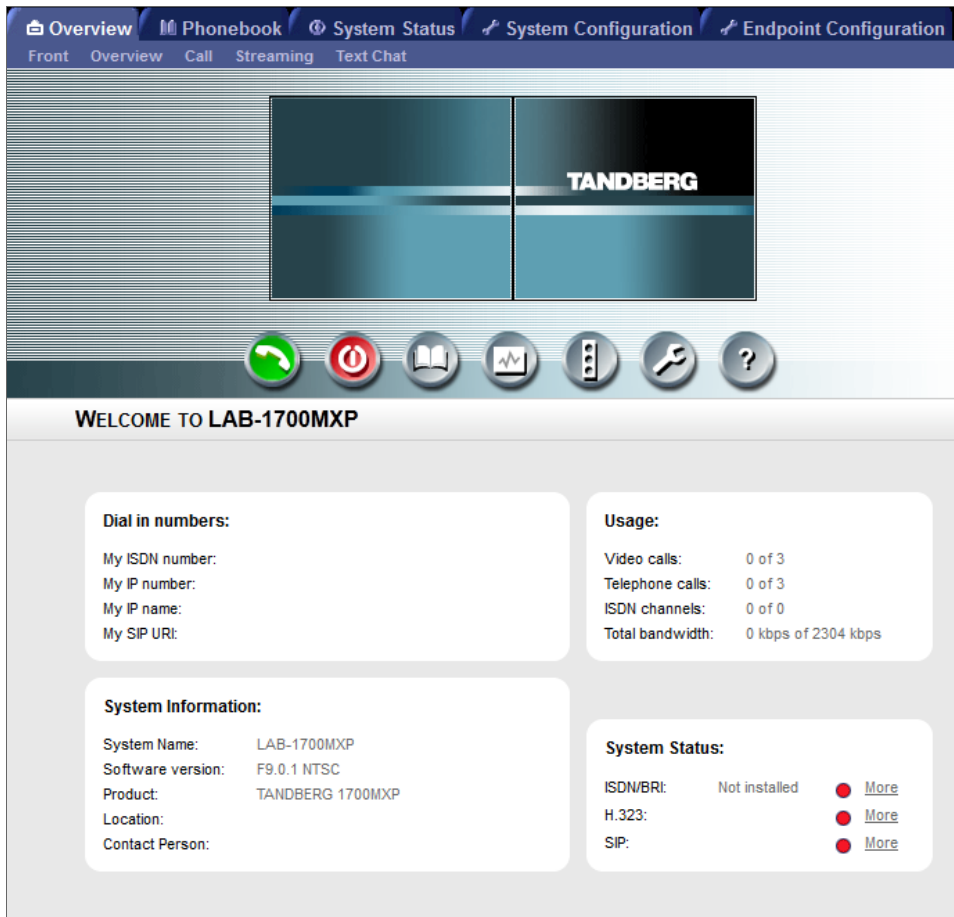 Overview Phonebook System Status System Configuration Endpoint Configuration
Front Overview Call Streaming Text Chat
TANDBERG
?
WELCOME TO LAB-1700MXP
Dial in numbers:
My ISDN number:
My IP number:
My IP name:
My SIP URI:
Usage:
Video calls: 0 of 3
Telephone calls: 0 of 3
ISDN channels: 0 of 0
Total bandwidth: 0 kbps of 2304 kbps
System Information:
System Name: LAB-1700MXP
Software version: F9.0.1 NTSC
Product: TANDBERG 1700MXP
Location:
Contact Person:
System Status:
ISDN/BRI: Not installed More
H.323: More
SIP: More